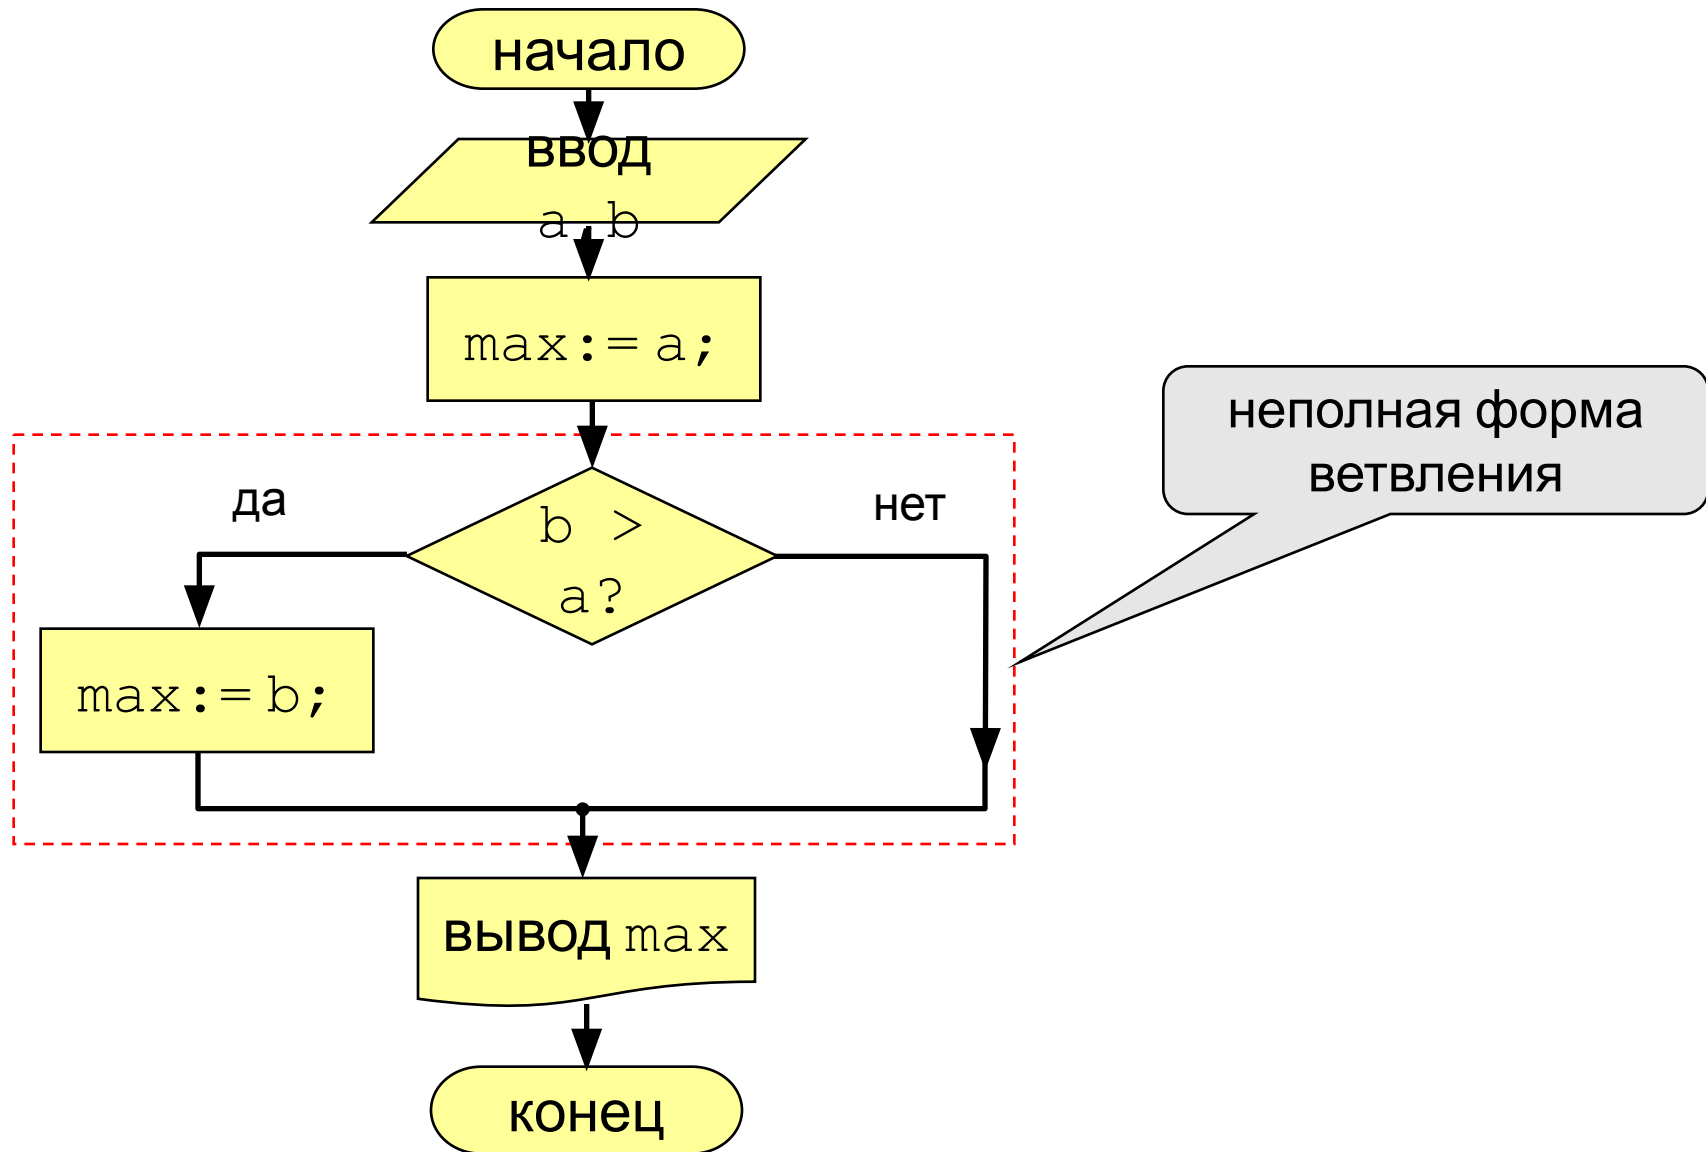 начало
ввод
a,b
max:= a;
неполная форма
ветвления
да
нет
b >
a?
max:= b;
вывод max
конец